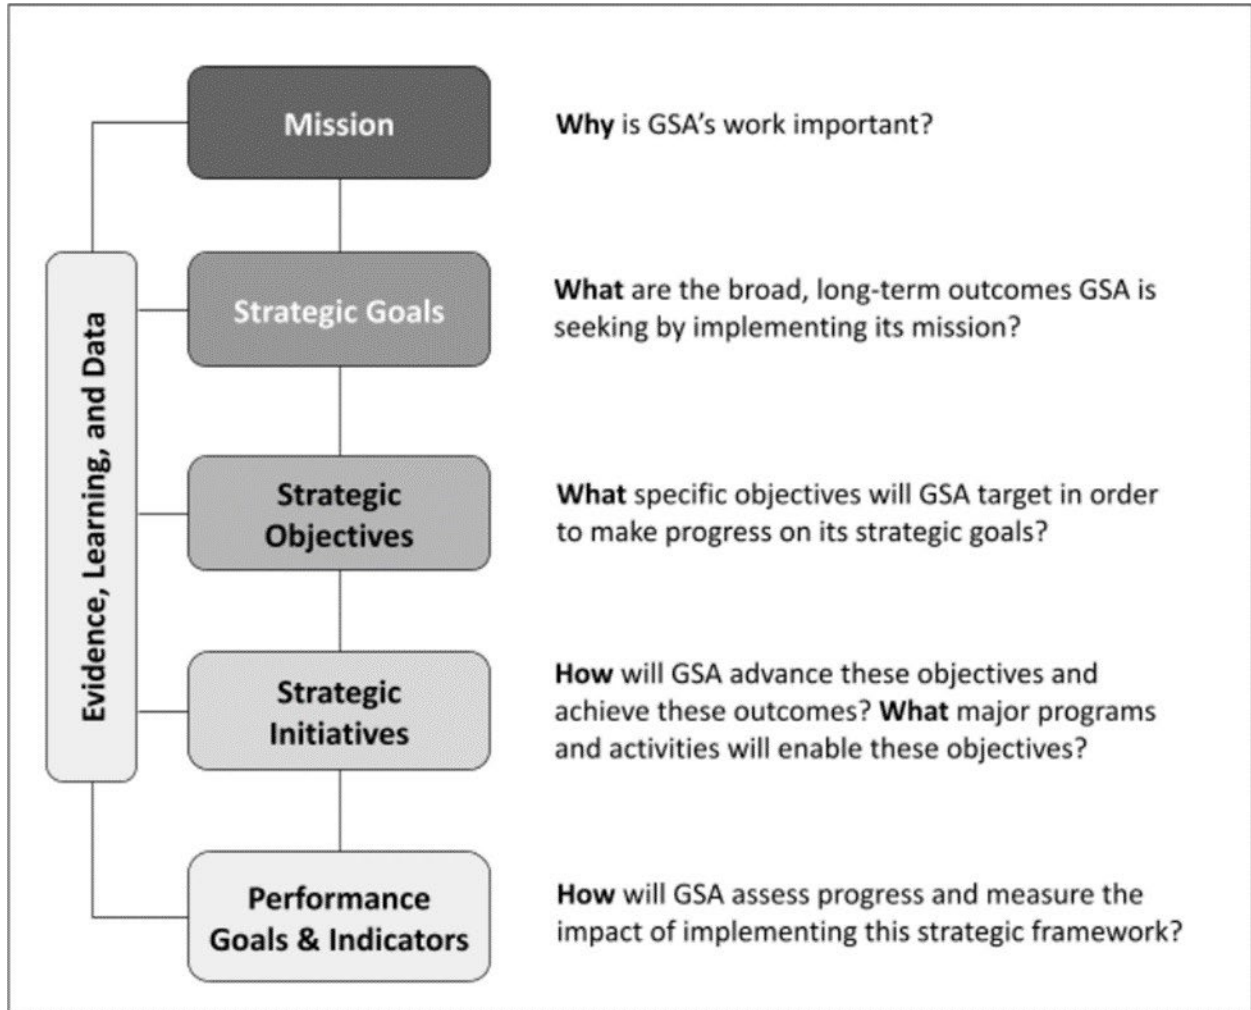 Mission
Why is GSA's work important?
Strategic Goals
What are the broad, long-term outcomes GSA is
seeking by implementing its mission?
Evidence, Learning, and Data
Strategic
Objectives
What specific objectives will GSA target in order
to make progress on its strategic goals?
Strategic
Initiatives
How will GSA advance these objectives and
achieve these outcomes? What major programs
and activities will enable these objectives?
Performance
Goals & Indicators
How will GSA assess progress and measure the
impact of implementing this strategic framework?